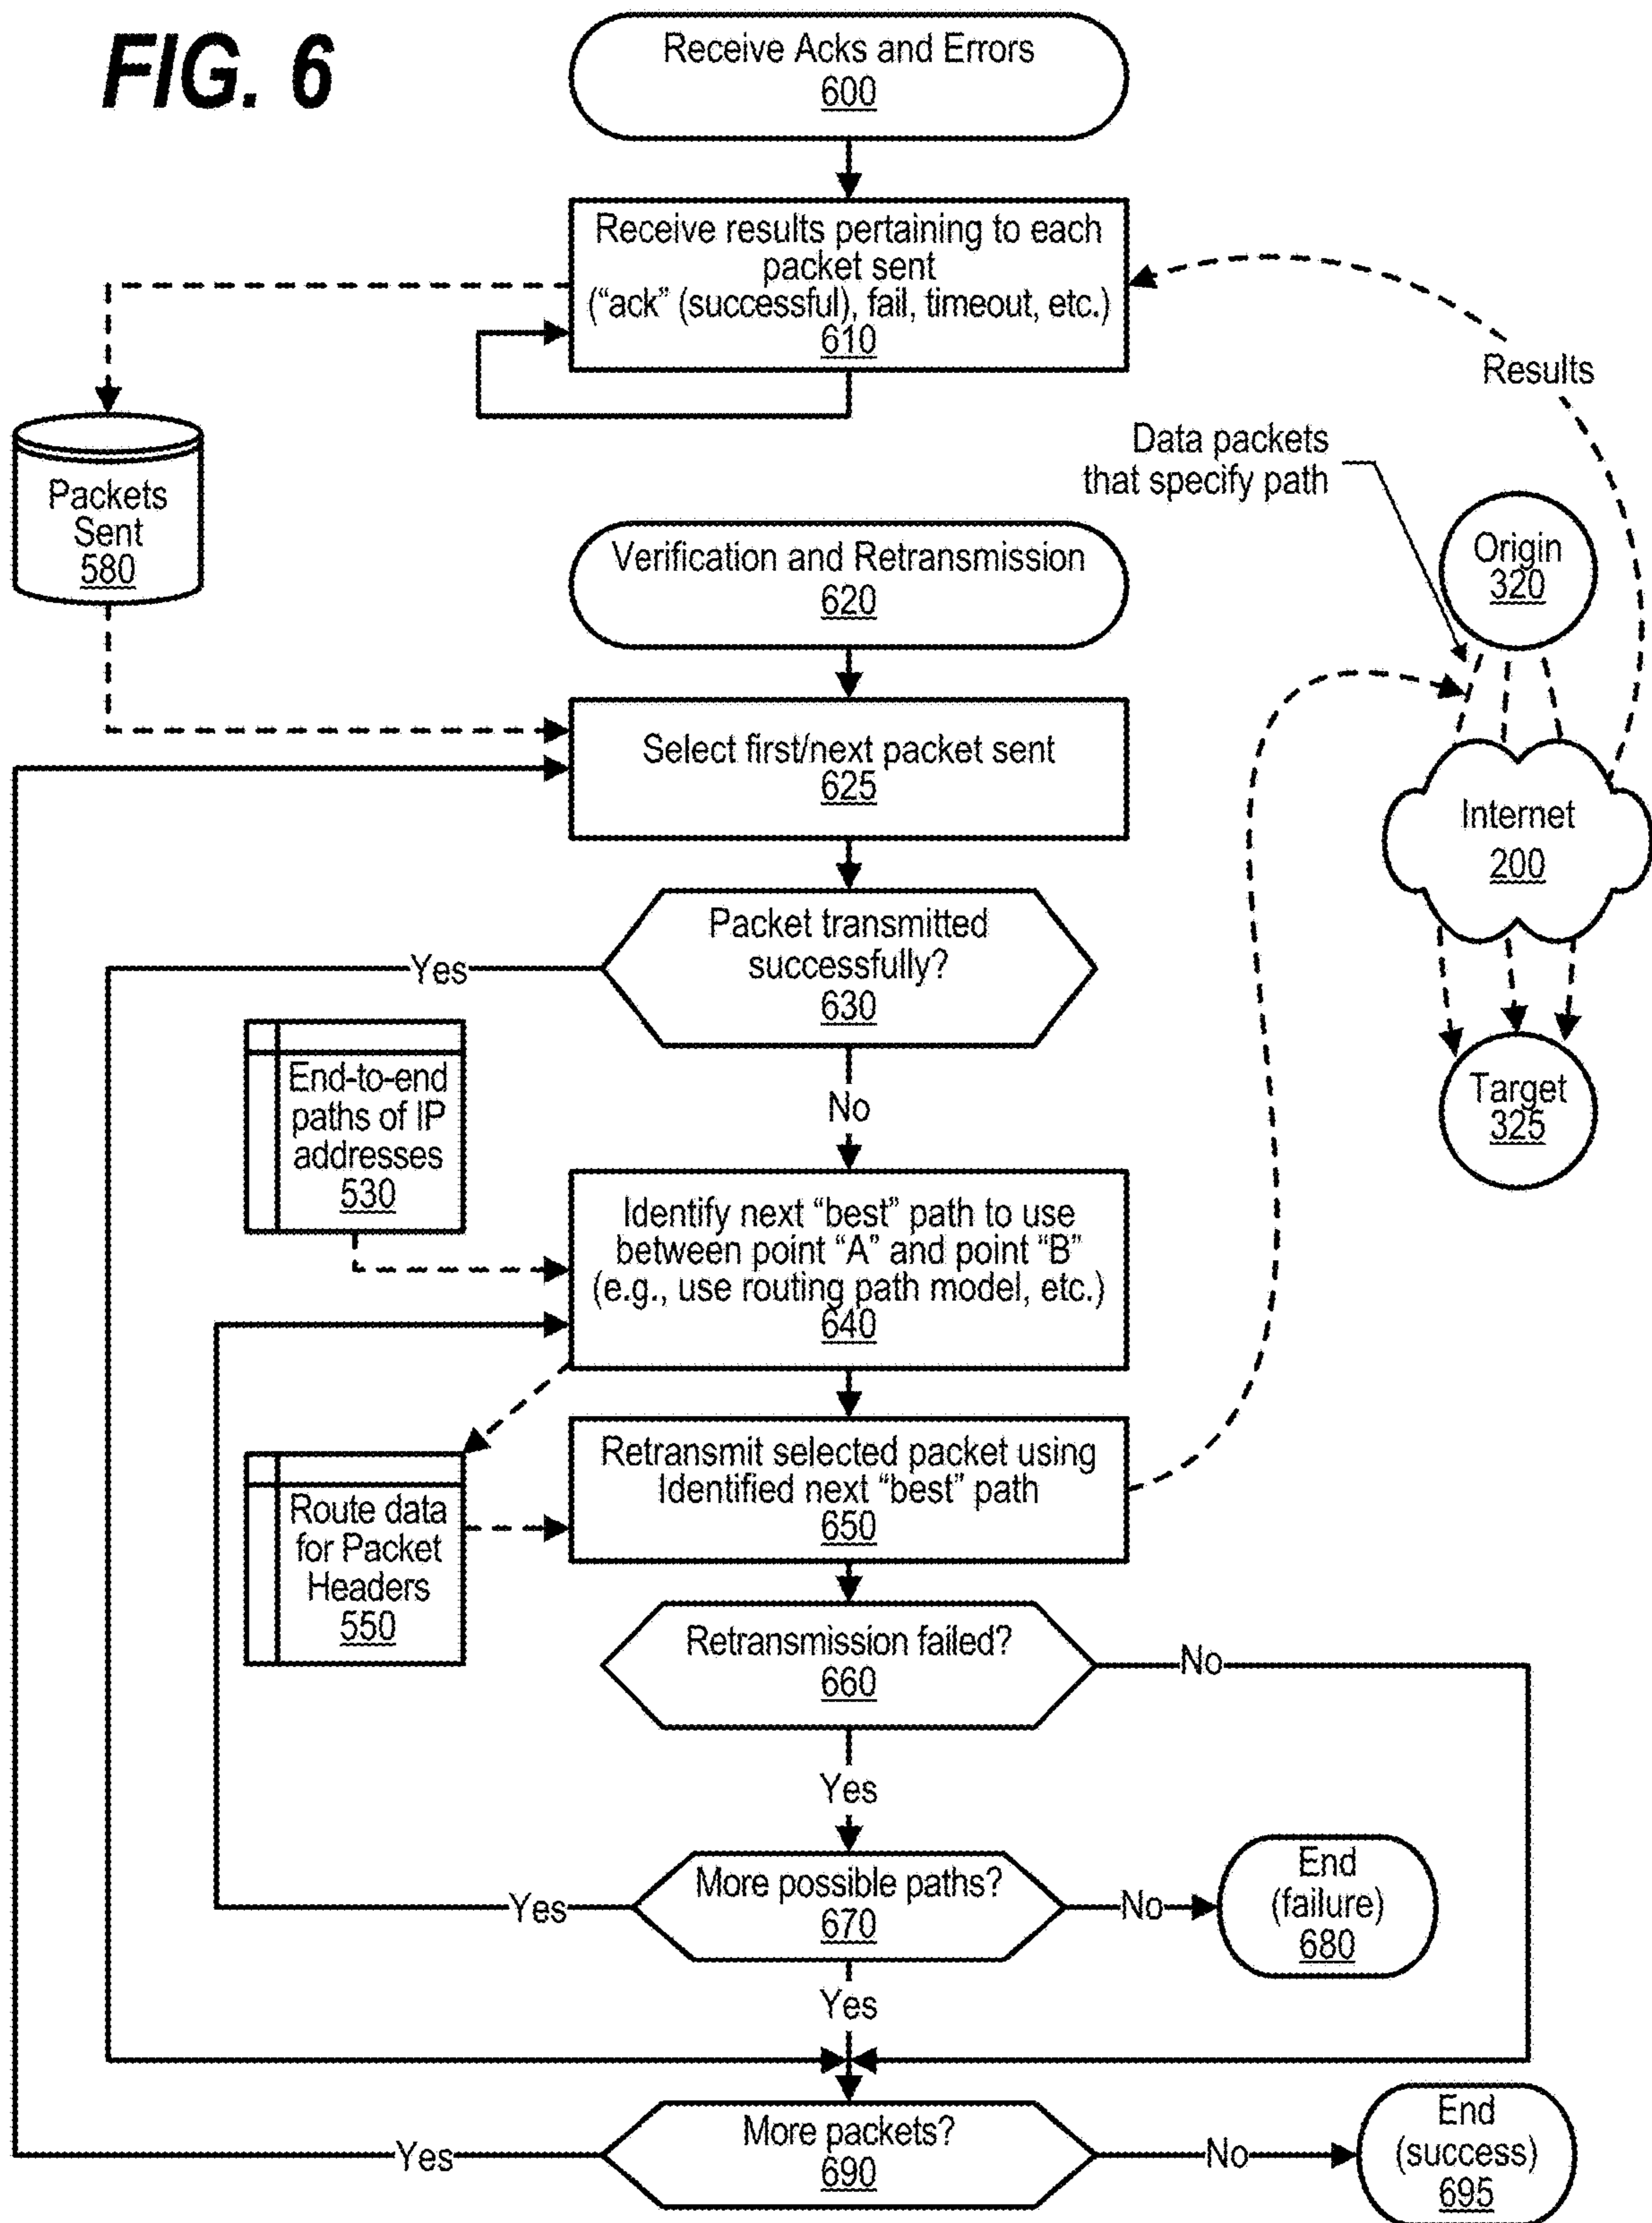 FIG. 6
Receive Acks and Errors
600
Receive results pertaining to each
packet sent
(“ack” (successful), fail, timeout, etc.)
610
Results
Data packets
that specify path
Packets
Sent
580
Origin
320
Verification and Retransmission
620
Select first/next packet sent
625
Internet
200
Packet transmitted
successfully?
630
Yes
No
End-to-end
paths of IP
addresses
530
Target
325
Identify next “best” path to use
between point “A” and point “B”
(e.g., use routing path model, etc.)
640
Retransmit selected packet using
Identified next “best” path
650
Route data
for Packet
Headers
550
Retransmission failed?
660
No
Yes
More possible paths?
670
Yes
No
End
(failure)
680
Yes
More packets?
690
Yes
No
End
(success)
695